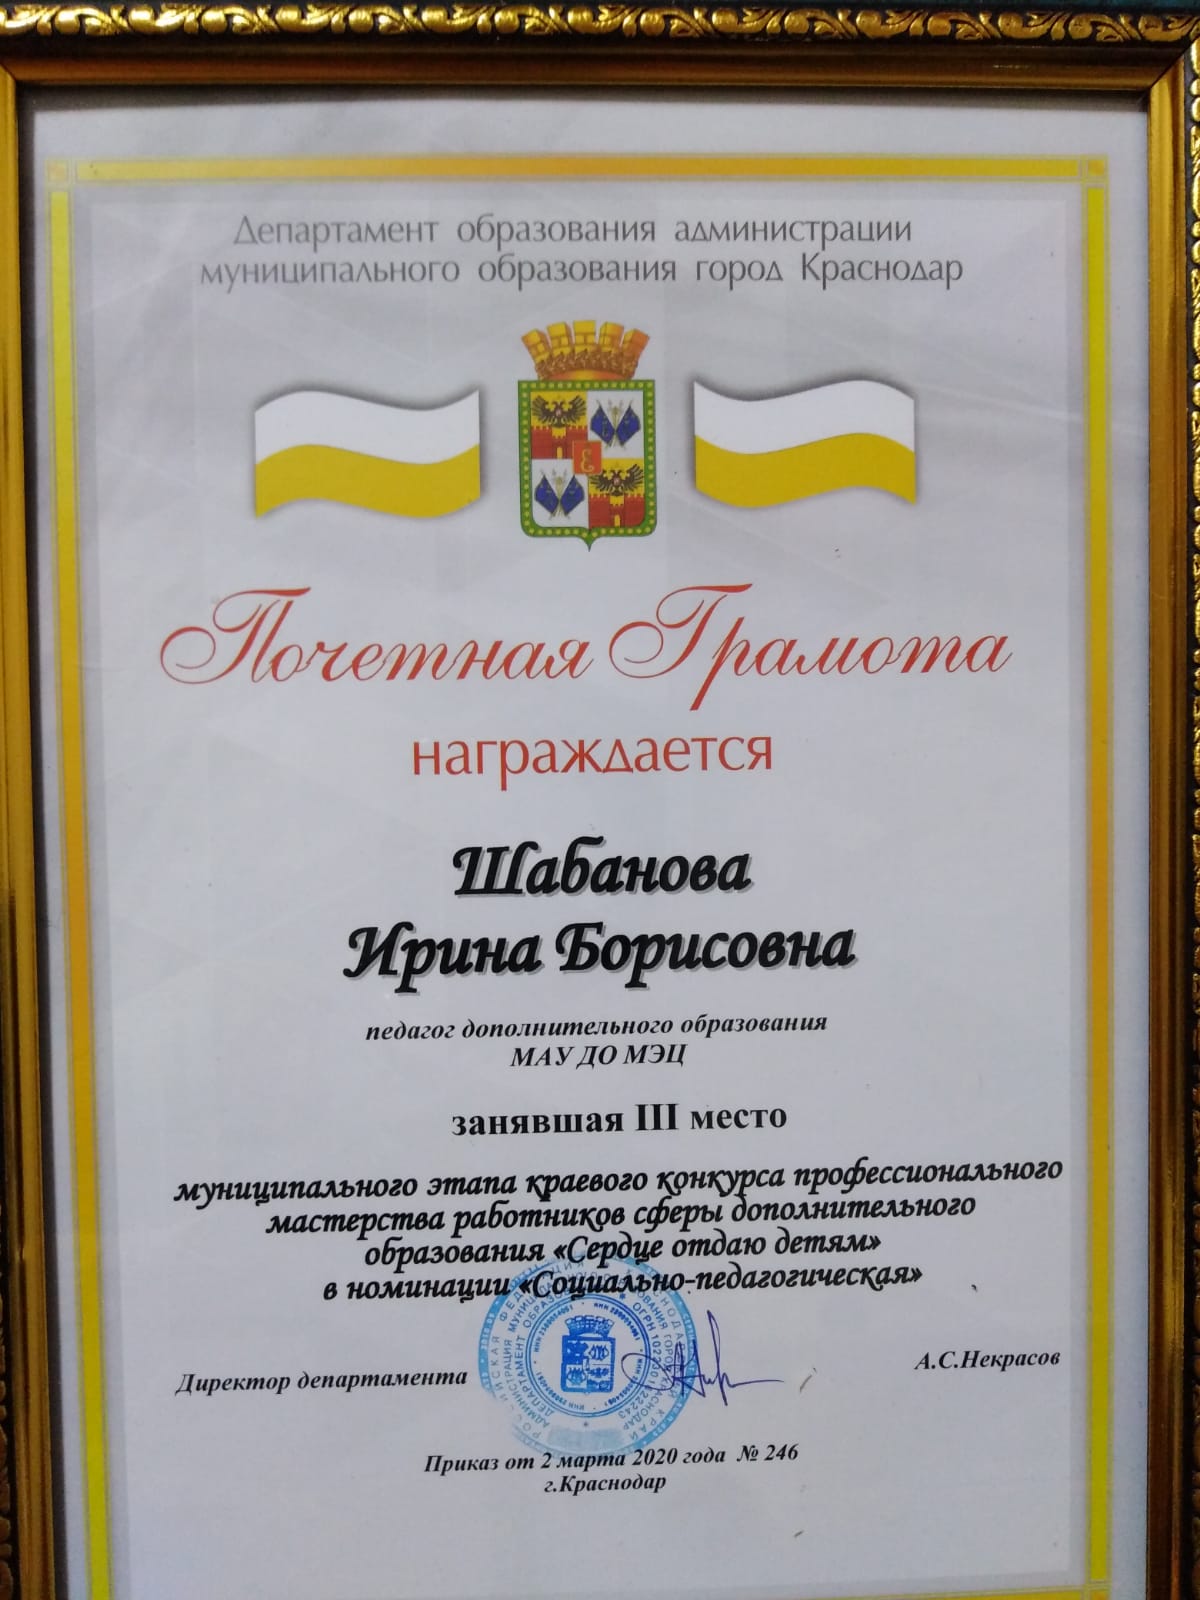 Департамент образования администрации
муниципального образования город Краснодар
Почетная Грамота
награждается
Шабанова
Ирина Борисовна
педагог дополнительного образования
МАУ ДО МЭЦ
занявшая III место
муниципального этапа краевого конкурса профессионального
мастерства работников сферы дополнительного
образования «Сердце отдаю детям»
в номинации «Социально-педагогическая»
Директор департамента
А.С.Некрасов
Приказ от 2 марта 2020 года № 246
г.Краснодар